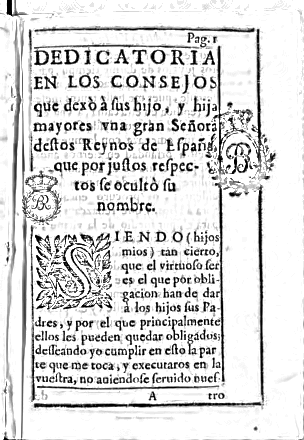 Pag. 1
DEDICATORIA
EN LOS CONSEJOS
que dexò à sus hijo, y hija
mayores vna gran Señora
destos Reynos de España,
que por justos respec-
tos se ocultò su
nombre.
SIENDO (hijos
mios) tan cierto,
que el virtuoso ser
es el que por obli-
gacion han de dar
à los hijos sus Pa-
dres, y por el que principalmente
ellos les pueden quedar obligados;
desseando yo cumplir en esto la par
te que me toca, y executaros en la
vuestra, no auiendose seruido nues-
A
tro
BR
B